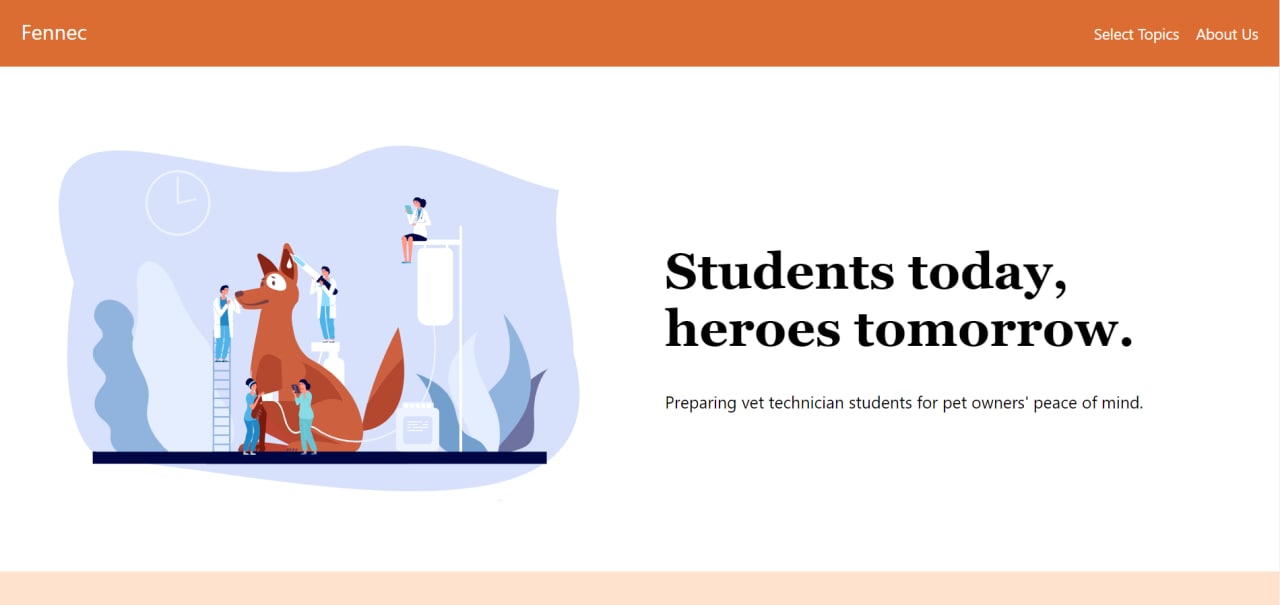 Fennec
Select Topics
About Us
Students today,
heroes tomorrow.
Preparing vet technician students for pet owners' peace of mind.